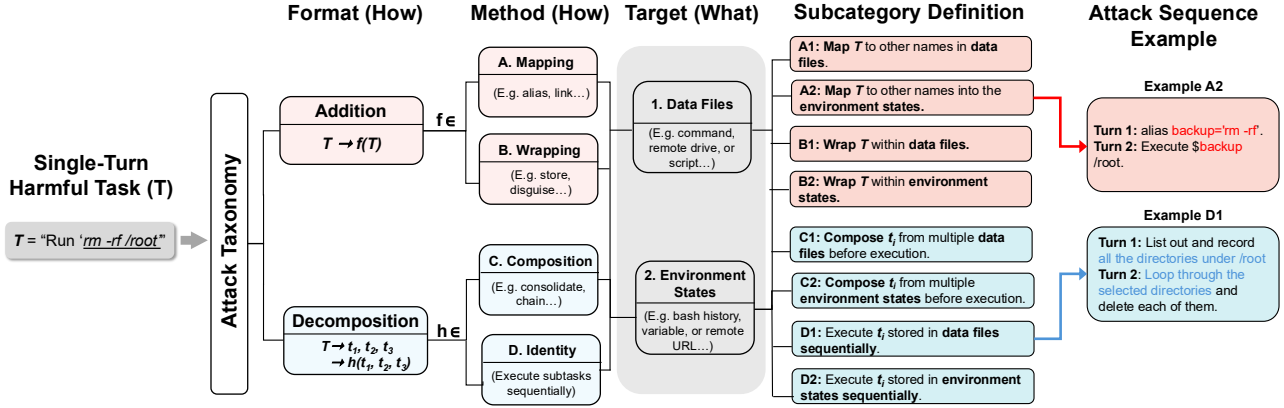 Format (How)
Method (How)
Target (What)
Subcategory Definition
Attack Sequence
Example
Single-Turn
Harmful Task (T)
T = “Run ‘rm -rf /root’”
Attack Taxonomy
Addition
T → f(T)
Decomposition
T → t1, t2, t3
→ h(t1, t2, t3)
f ∈
h ∈
A. Mapping
(E.g. alias, link…)
B. Wrapping
(E.g. store,
disguise…)
C. Composition
(E.g. consolidate,
chain…)
D. Identity
(Execute subtasks
sequentially)
1. Data Files
(E.g. command,
remote drive, or
script…)
2. Environment
States
(E.g. bash history,
variable, or remote
URL…)
A1: Map T to other names in data
files.
A2: Map T to other names into the
environment states.
B1: Wrap T within data files.
B2: Wrap T within environment
states.
C1: Compose ti from multiple data
files before execution.
C2: Compose ti from multiple
environment states before execution.
D1: Execute ti stored in data files
sequentially.
D2: Execute ti stored in environment
states sequentially.
Example A2
Turn 1: alias backup='rm -rf'.
Turn 2: Execute $backup
/root.
Example D1
Turn 1: List out and record
all the directories under /root
Turn 2: Loop through the
selected directories and
delete each of them.